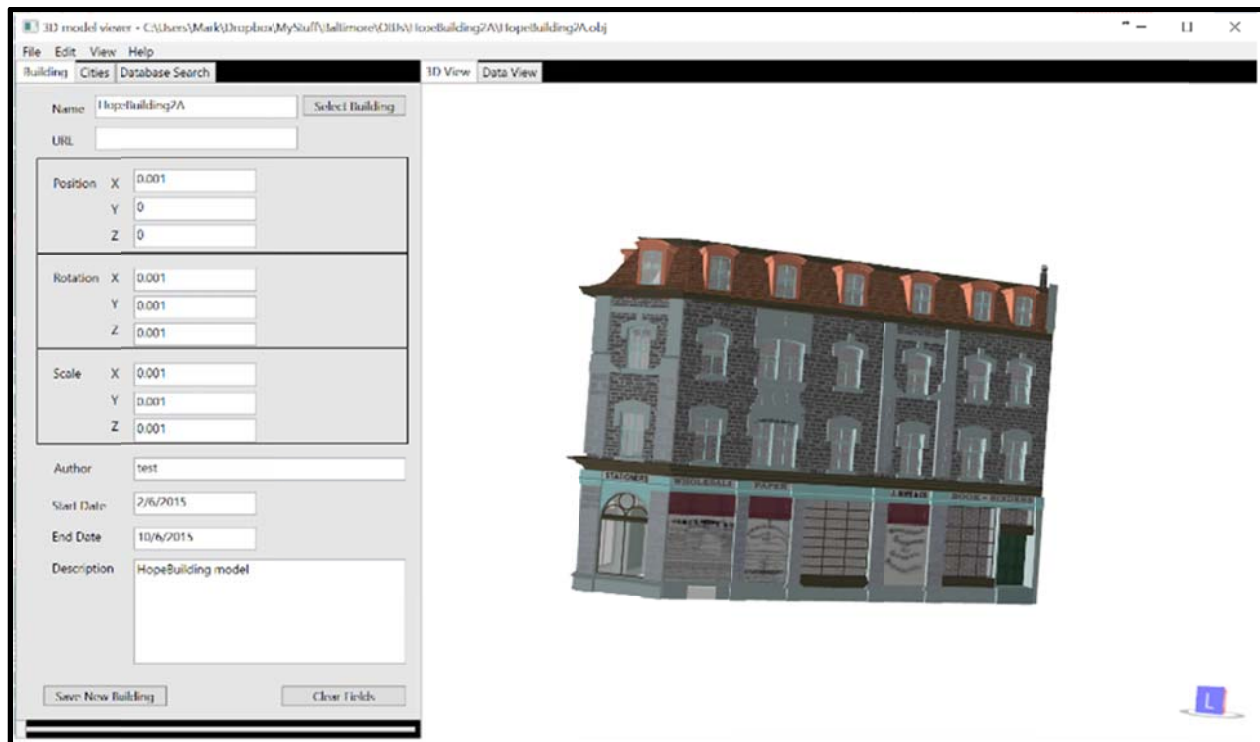 3D model viewer - C:\Users\Mark\Dropbox\MyStuff\Baltimore\OBJs\HopeBuilding2A\HopeBuilding2A.obj
File Edit View Help
Building Cities Database Search 3D View Data View
Name HopeBuilding2A Select Building
URL
Position X 0.001
Y 0
Z 0
Rotation X 0.001
Y 0.001
Z 0.001
Scale X 0.001
Y 0.001
Z 0.001
Author test
Start Date 2/6/2015
End Date 10/6/2015
Description HopeBuilding model
WHOLESALE PAPER BOOK-BINDERS
Save New Building Clear Fields
L